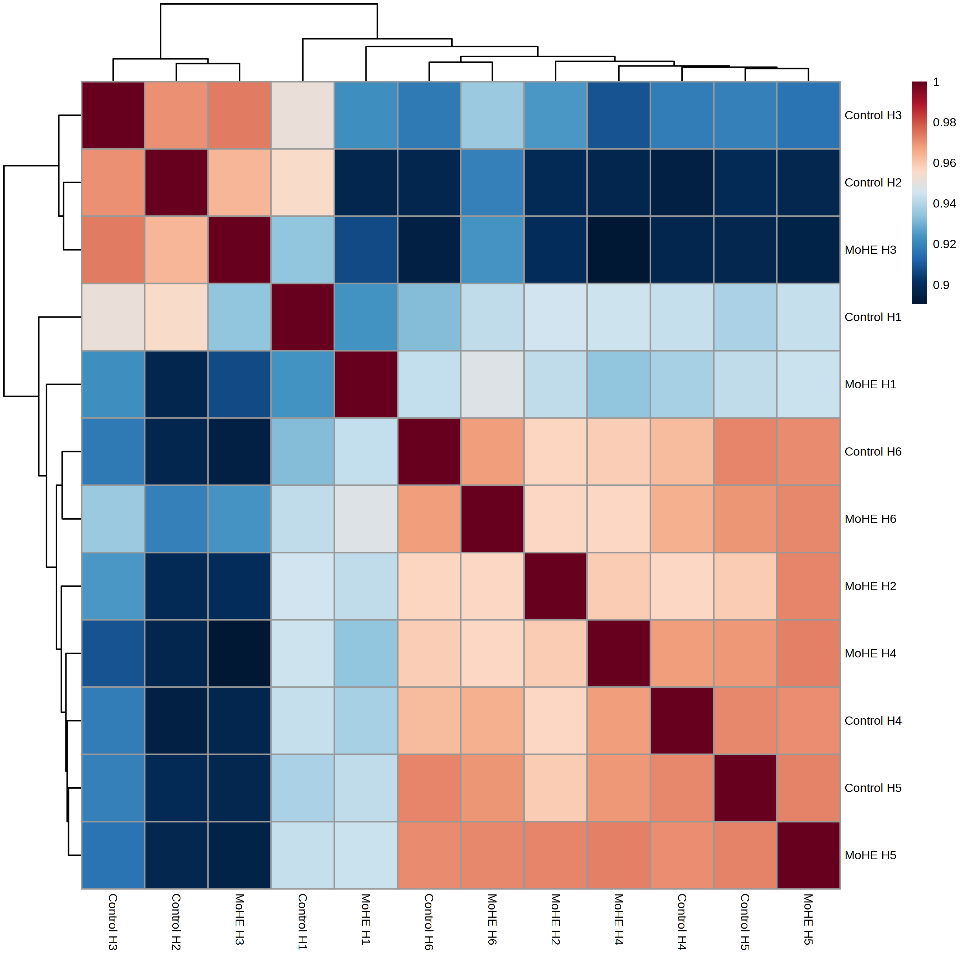 1
0.98
0.96
0.94
0.92
0.9
Control H3
Control H2
MoHE H3
Control H1
MoHE H1
Control H6
MoHE H6
MoHE H2
MoHE H4
Control H4
Control H5
MoHE H5
Control H3
Control H2
MoHE H3
Control H1
MoHE H1
Control H6
MoHE H6
MoHE H2
MoHE H4
Control H4
Control H5
MoHE H5